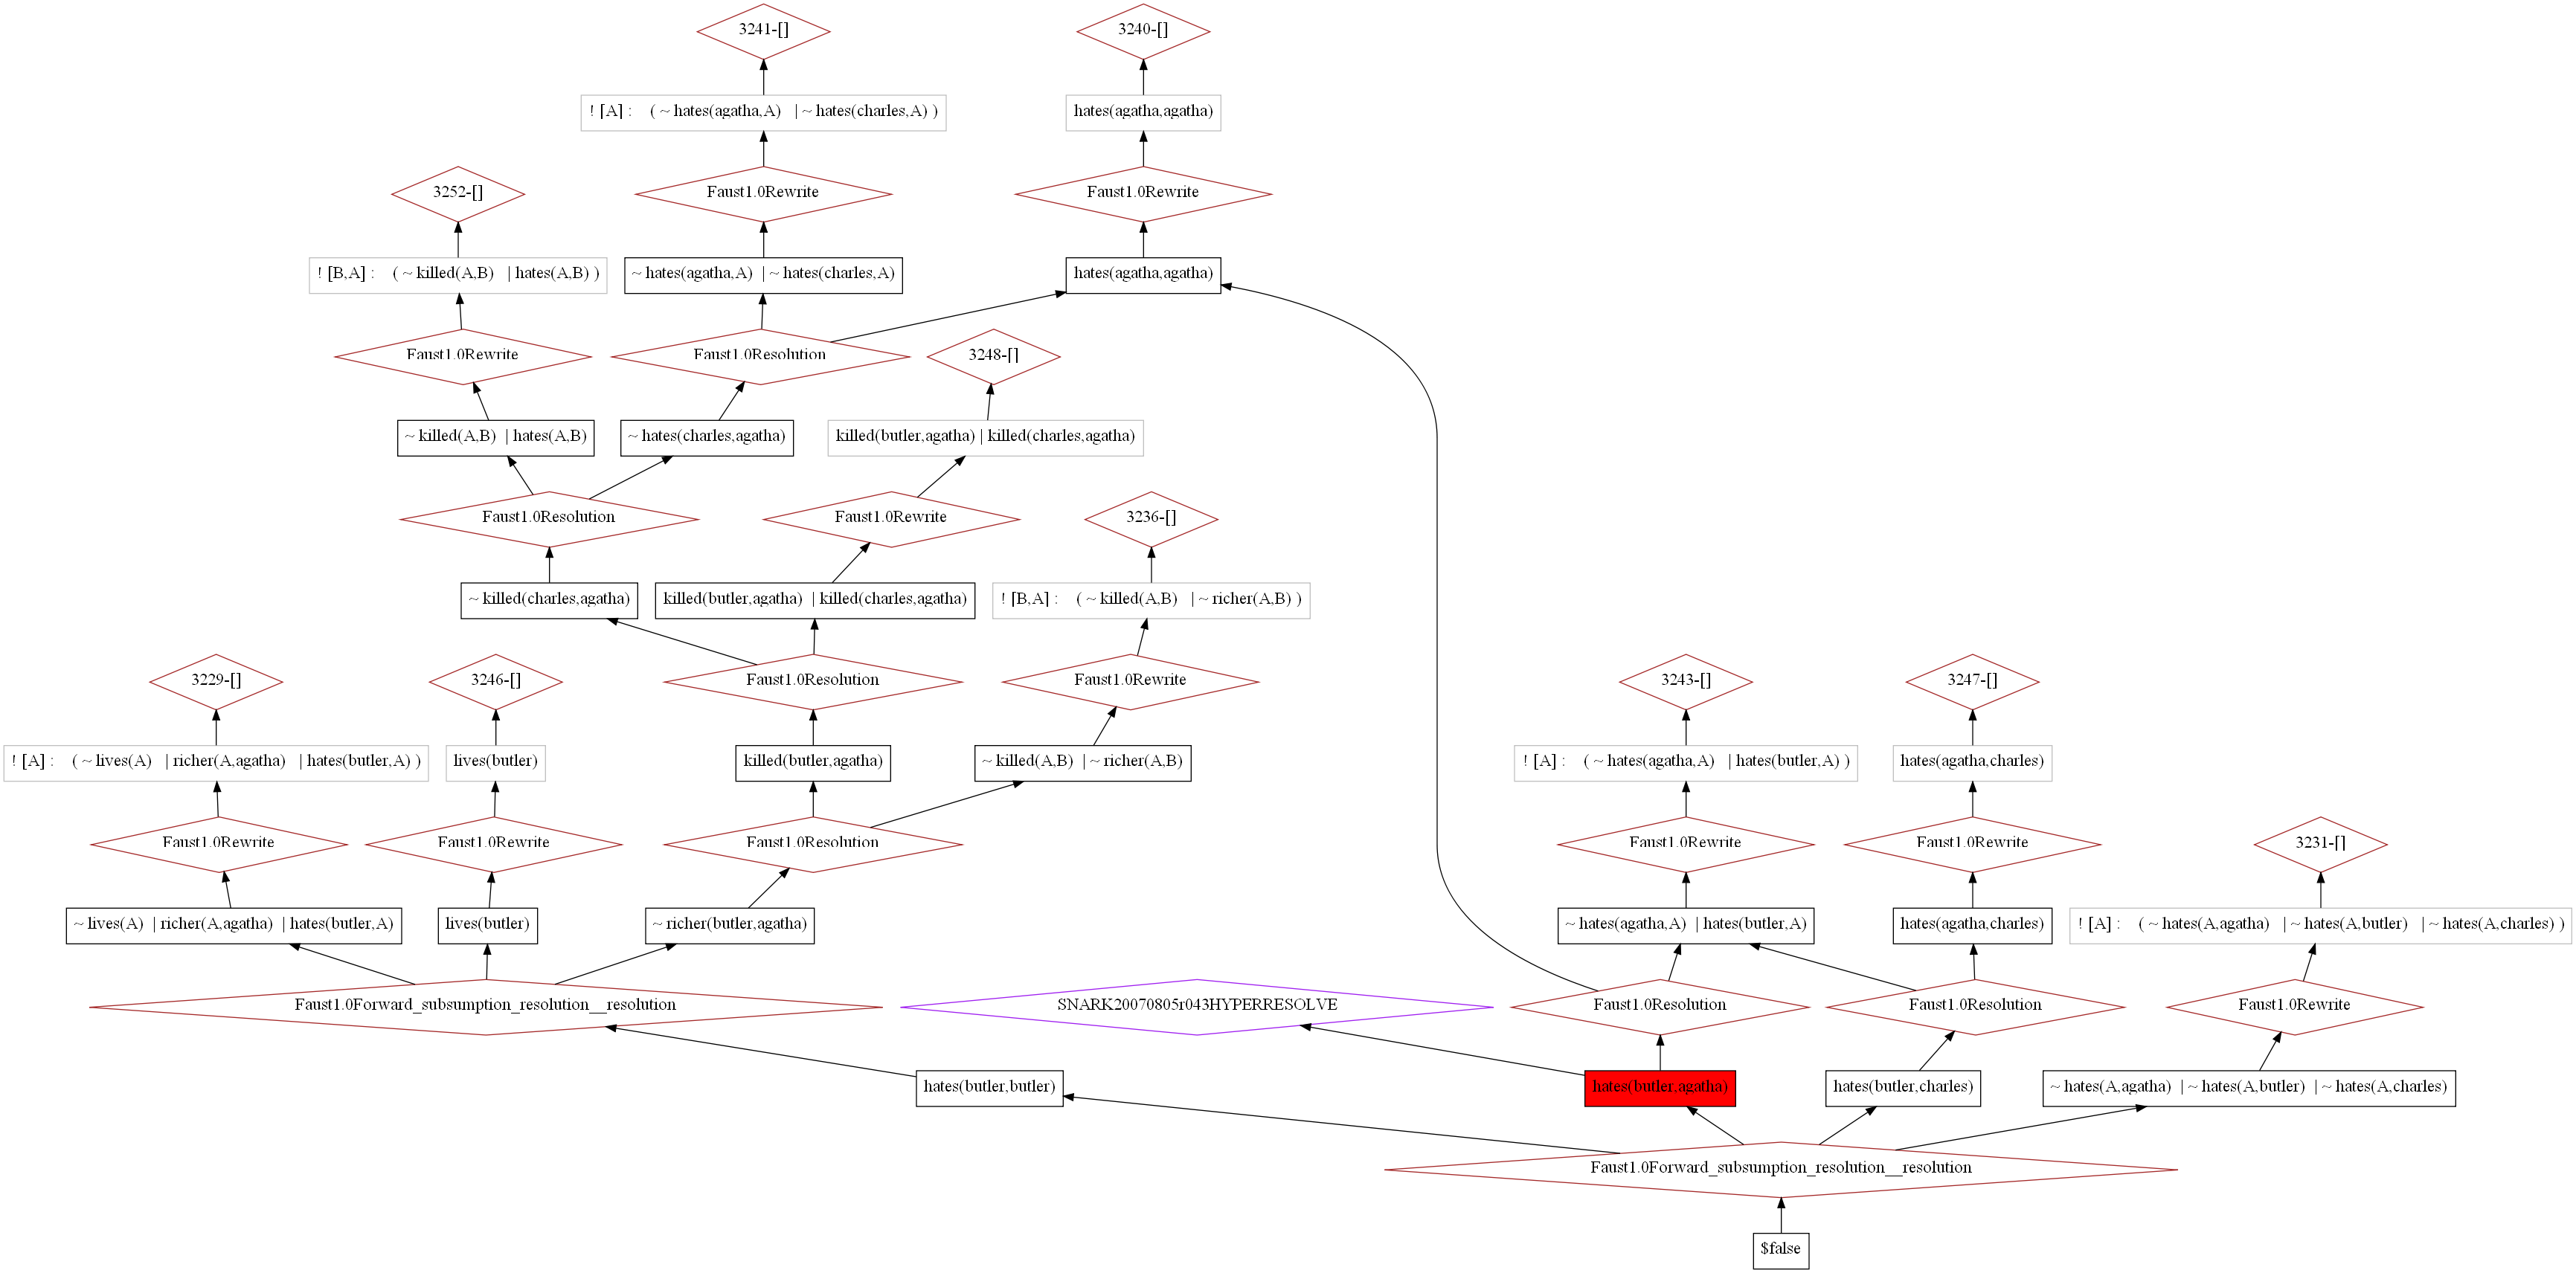 3241-[]
3240-[]
! [A] : ( ~ hates(agatha,A) | ~ hates(charles,A) )
hates(agatha,agatha)
3252-[]
Faust1.0Rewrite
Faust1.0Rewrite
! [B,A] : ( ~ killed(A,B) | hates(A,B) )
~ hates(agatha,A) | ~ hates(charles,A)
hates(agatha,agatha)
Faust1.0Rewrite
Faust1.0Resolution
3248-[]
~ killed(A,B) | hates(A,B)
~ hates(charles,agatha)
killed(butler,agatha) | killed(charles,agatha)
Faust1.0Resolution
Faust1.0Rewrite
3236-[]
~ killed(charles,agatha)
killed(butler,agatha) | killed(charles,agatha)
! [B,A] : ( ~ killed(A,B) | ~ richer(A,B) )
3229-[]
3246-[]
Faust1.0Resolution
Faust1.0Rewrite
3243-[]
3247-[]
! [A] : ( ~ lives(A) | richer(A,agatha) | hates(butler,A) )
lives(butler)
killed(butler,agatha)
~ killed(A,B) | ~ richer(A,B)
! [A] : ( ~ hates(agatha,A) | hates(butler,A) )
hates(agatha,charles)
Faust1.0Rewrite
Faust1.0Rewrite
Faust1.0Resolution
Faust1.0Rewrite
Faust1.0Rewrite
3231-[]
~ lives(A) | richer(A,agatha) | hates(butler,A)
lives(butler)
~ richer(butler,agatha)
~ hates(agatha,A) | hates(butler,A)
hates(agatha,charles)
! [A] : ( ~ hates(A,agatha) | ~ hates(A,butler) | ~ hates(A,charles) )
Faust1.0Forward_subsumption_resolution__resolution
SNARK20070805r043HYPERRESOLVE
Faust1.0Resolution
Faust1.0Resolution
Faust1.0Rewrite
hates(butler,butler)
hates(butler,agatha)
hates(butler,charles)
~ hates(A,agatha) | ~ hates(A,butler) | ~ hates(A,charles)
Faust1.0Forward_subsumption_resolution__resolution
$false